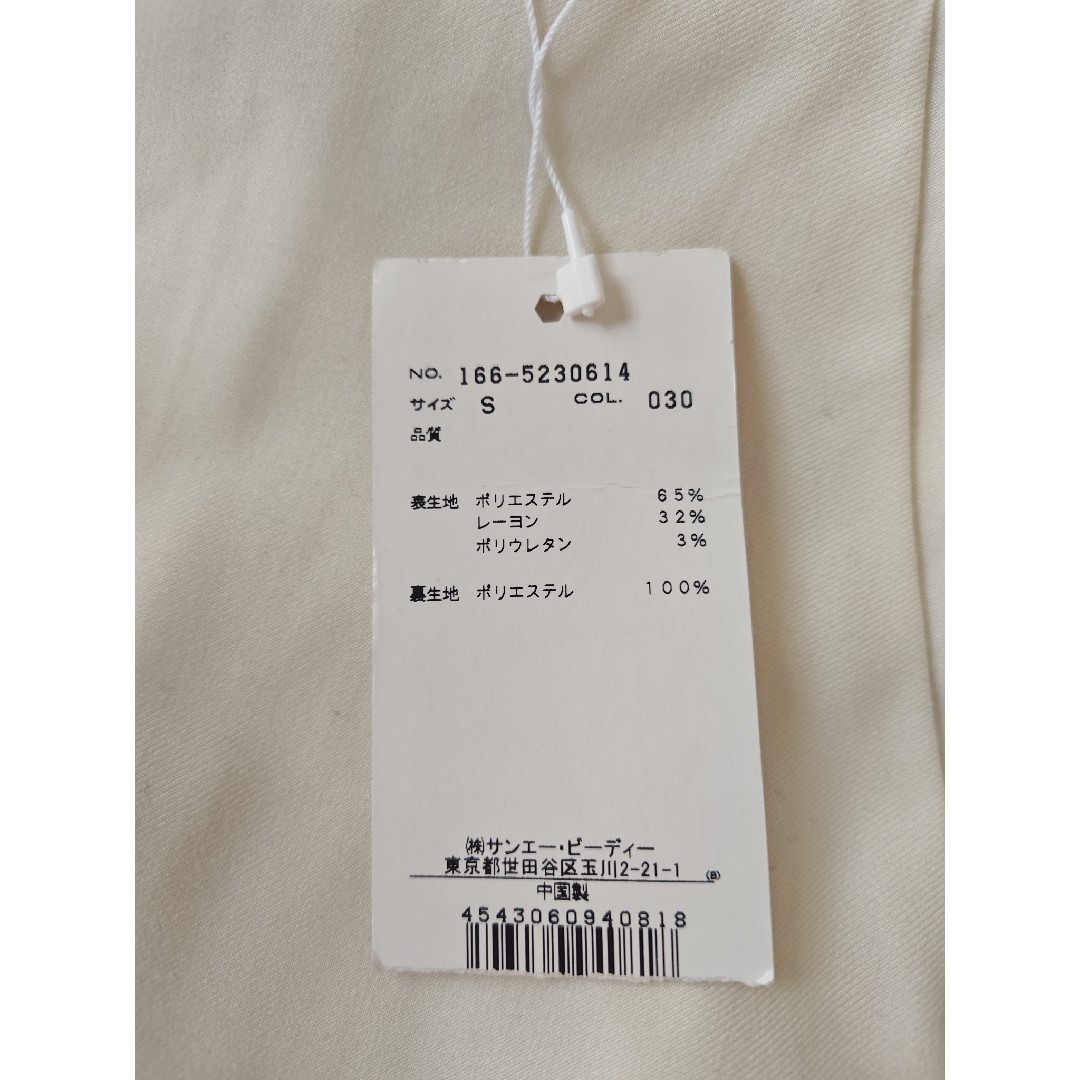 NO. 166-5230614
サイズ S COL. 030
品質
表生地 ポリエステル 65%
レーヨン 32%
ポリウレタン 3%
裏生地 ポリエステル 100%
㈱サンエー・ビーディー
東京都世田谷区玉川2-21-1 (B)
中国製
4543060940818